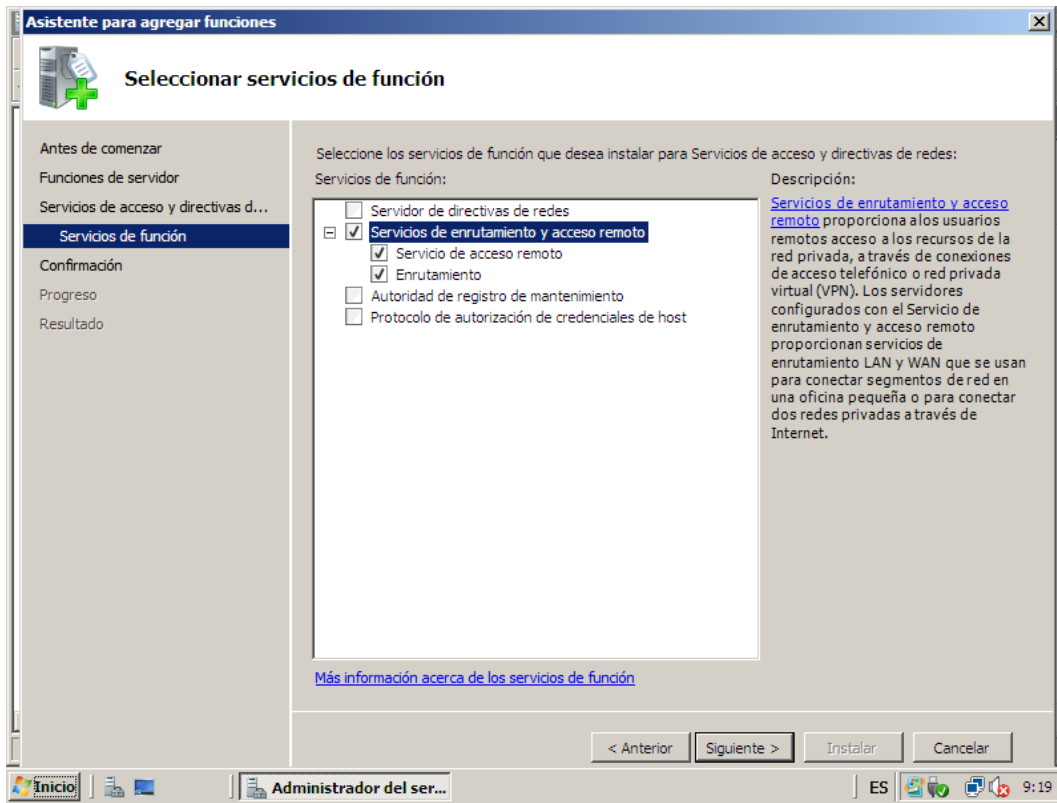 Asistente para agregar funciones
Seleccionar servicios de función
Antes de comenzar
Funciones de servidor
Servicios de acceso y directivas d...
Servicios de función
Confirmación
Progreso
Resultado
Seleccione los servicios de función que desea instalar para Servicios de acceso y directivas de redes:
Servicios de función:
Servidor de directivas de redes
Servicios de enrutamiento y acceso remoto
Servicio de acceso remoto
Enrutamiento
Autoridad de registro de mantenimiento
Protocolo de autorización de credenciales de host
Más información acerca de los servicios de función
Descripción:
Servicios de enrutamiento y acceso
remoto proporciona a los usuarios
remotos acceso a los recursos de la
red privada, a través de conexiones
de acceso telefónico o red privada
virtual (VPN). Los servidores
configurados con el Servicio de
enrutamiento y acceso remoto
proporcionan servicios de
enrutamiento LAN y WAN que se usan
para conectar segmentos de red en
una oficina pequeña o para conectar
dos redes privadas a través de
Internet.
< Anterior
Siguiente >
Instalar
Cancelar
Inicio
Administrador del ser...
ES
9:19